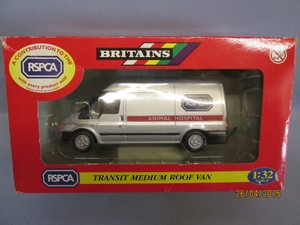 A CONTRIBUTION TO THE
RSPCA
with every product sold
BRITAINS
ANIMAL HOSPITAL
RSPCA
TRANSIT MEDIUM ROOF VAN
1:32
26/04/2015